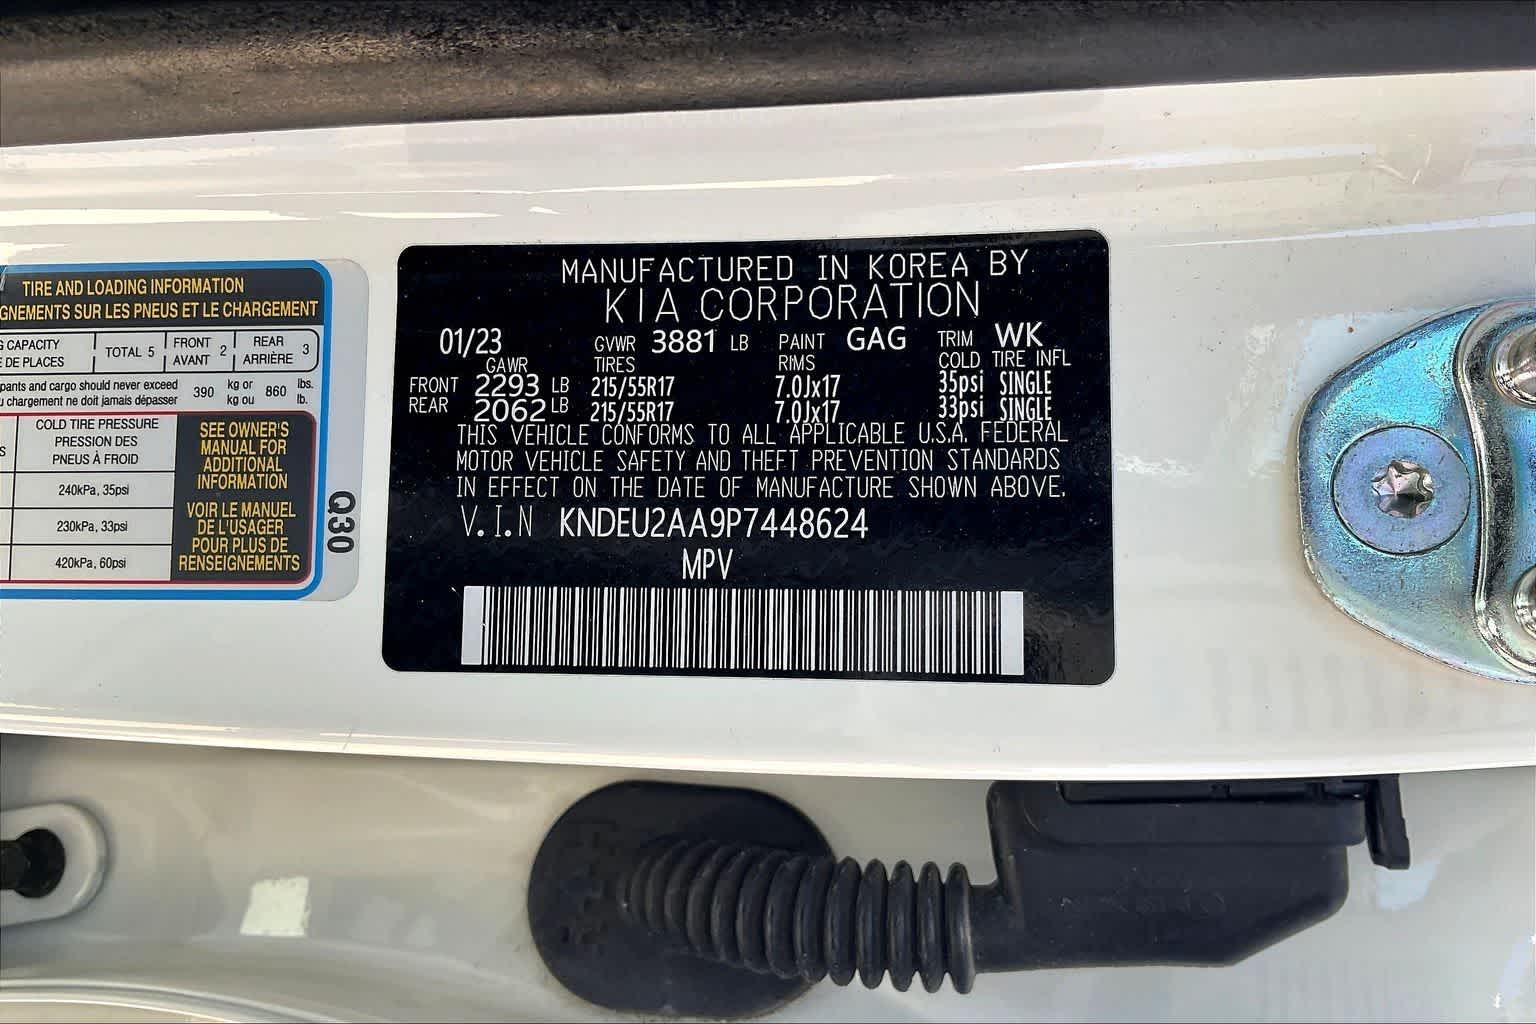 TIRE AND LOADING INFORMATION
GNEMENTS SUR LES PNEUS ET LE CHARGEMENT
G CAPACITY
E DE PLACES
TOTAL 5
FRONT
AVANT
2
REAR
ARRIÈRE
3
pants and cargo should never exceed
u chargement ne doit jamais dépasser
390
kg or
kg ou
860
lbs.
lb.
S
COLD TIRE PRESSURE
PRESSION DES
PNEUS À FROID
240kPa, 35psi
230kPa, 33psi
420kPa, 60psi
SEE OWNER'S
MANUAL FOR
ADDITIONAL
INFORMATION
VOIR LE MANUEL
DE L'USAGER
POUR PLUS DE
RENSEIGNEMENTS
Q30
MANUFACTURED IN KOREA BY
KIA CORPORATION
01/23 GVWR 3881 LB PAINT GAG TRIM WK
GAWR TIRES RIMS COLD TIRE INFL
FRONT 2293 LB 215/55R17 7.0Jx17 35psi SINGLE
REAR 2062 LB 215/55R17 7.0Jx17 33psi SINGLE
THIS VEHICLE CONFORMS TO ALL APPLICABLE U.S.A. FEDERAL
MOTOR VEHICLE SAFETY AND THEFT PREVENTION STANDARDS
IN EFFECT ON THE DATE OF MANUFACTURE SHOWN ABOVE.
V.I.N KNDEU2AA9P7448624
MPV